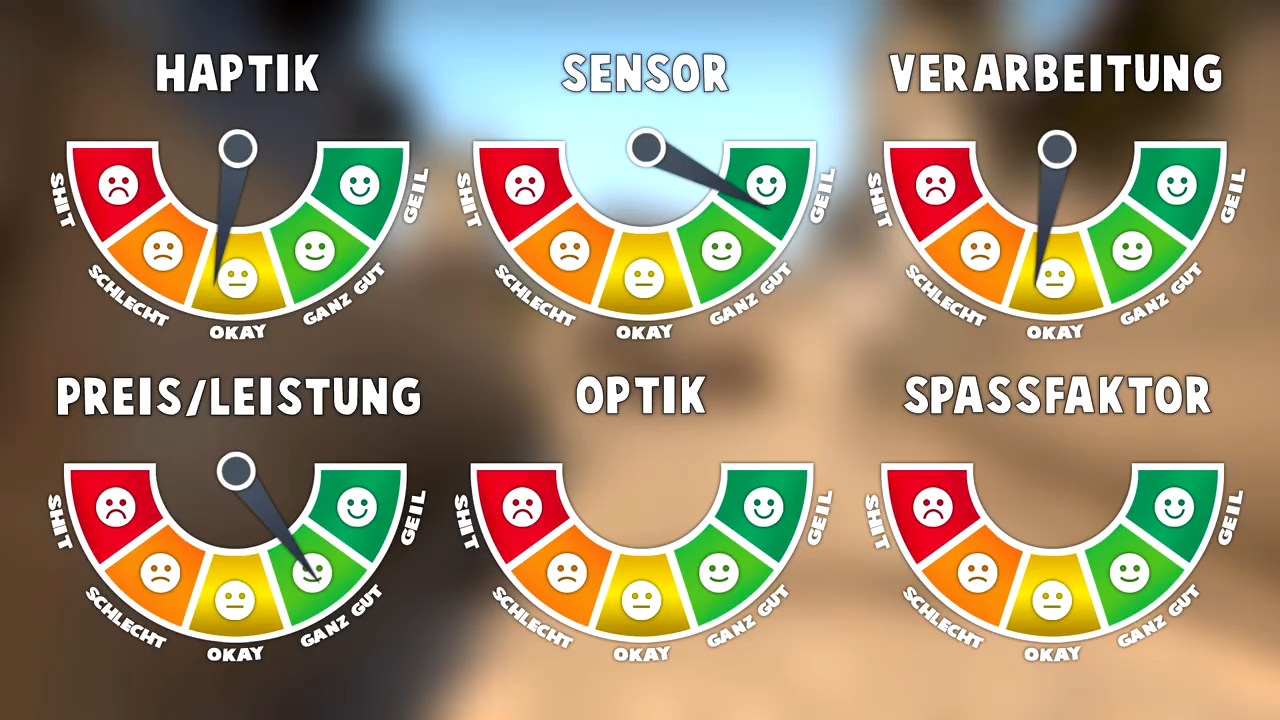 HAPTIK
SHIT
SCHLECHT
OKAY
GANZ GUT
GEIL
SENSOR
SHIT
SCHLECHT
OKAY
GANZ GUT
GEIL
VERARBEITUNG
SHIT
SCHLECHT
OKAY
GANZ GUT
GEIL
PREIS/LEISTUNG
SHIT
SCHLECHT
OKAY
GANZ GUT
GEIL
OPTIK
SHIT
SCHLECHT
OKAY
GANZ GUT
GEIL
SPASSFAKTOR
SHIT
SCHLECHT
OKAY
GANZ GUT
GEIL